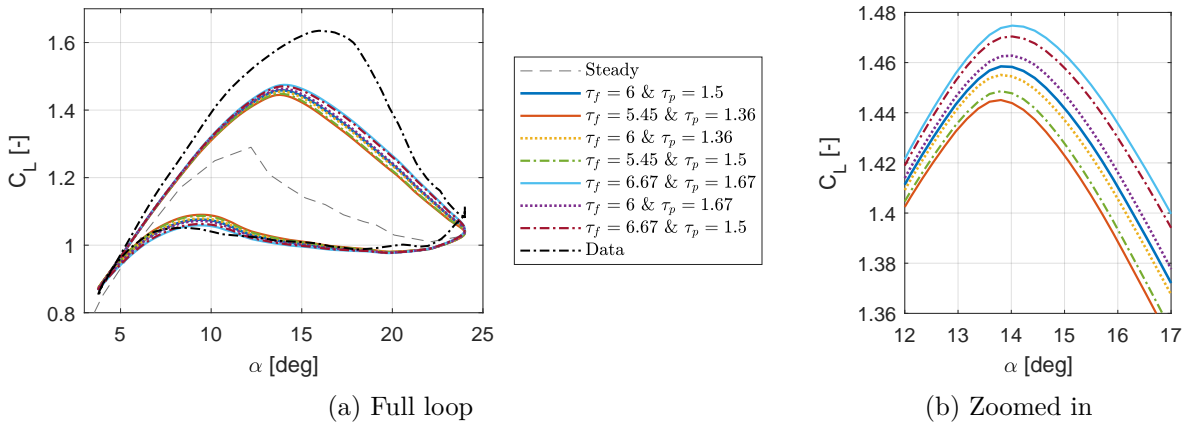 1.6
1.4
1.2
1
0.8
C_L [-]
5
10
15
20
25
α [deg]
Steady
τ_f = 6 & τ_p = 1.5
τ_f = 5.45 & τ_p = 1.36
τ_f = 6 & τ_p = 1.36
τ_f = 5.45 & τ_p = 1.5
τ_f = 6.67 & τ_p = 1.67
τ_f = 6 & τ_p = 1.67
τ_f = 6.67 & τ_p = 1.5
Data
(a) Full loop
1.48
1.46
1.44
1.42
1.4
1.38
1.36
C_L [-]
12
13
14
15
16
17
α [deg]
(b) Zoomed in